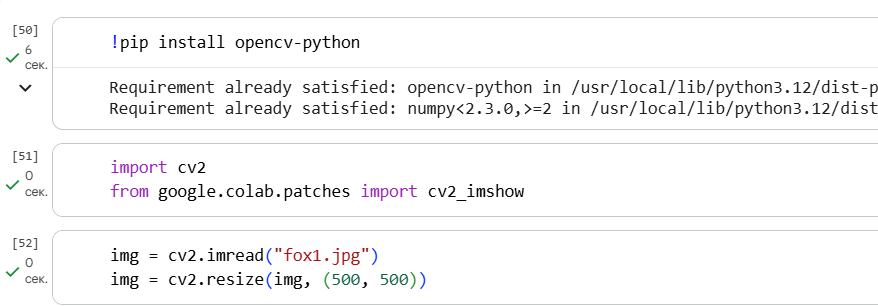 [50]
6
сек.
!pip install opencv-python
Requirement already satisfied: opencv-python in /usr/local/lib/python3.12/dist-p
Requirement already satisfied: numpy<2.3.0,>=2 in /usr/local/lib/python3.12/dist
[51]
0
сек.
import cv2
from google.colab.patches import cv2_imshow
[52]
0
сек.
img = cv2.imread("fox1.jpg")
img = cv2.resize(img, (500, 500))